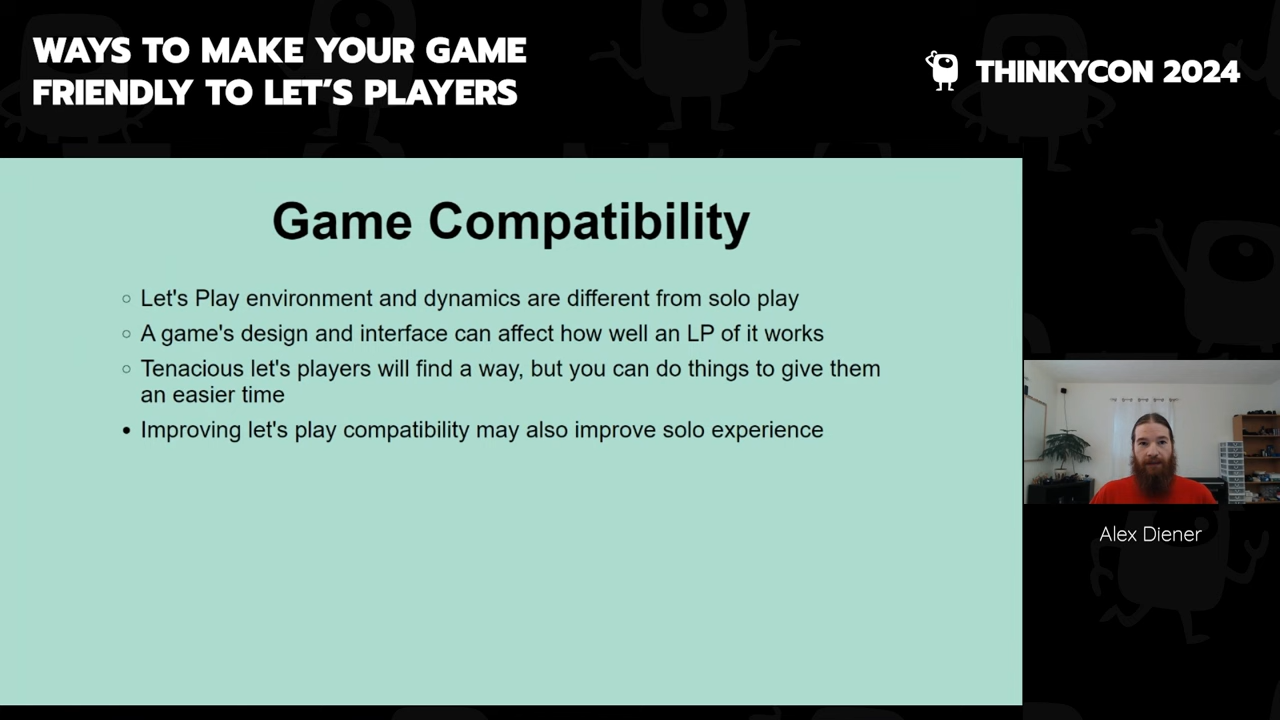 WAYS TO MAKE YOUR GAME
FRIENDLY TO LET'S PLAYERS
THINKYCON 2024
Game Compatibility
Let's Play environment and dynamics are different from solo play
A game's design and interface can affect how well an LP of it works
Tenacious let's players will find a way, but you can do things to give them
an easier time
Improving let's play compatibility may also improve solo experience
Alex Diener